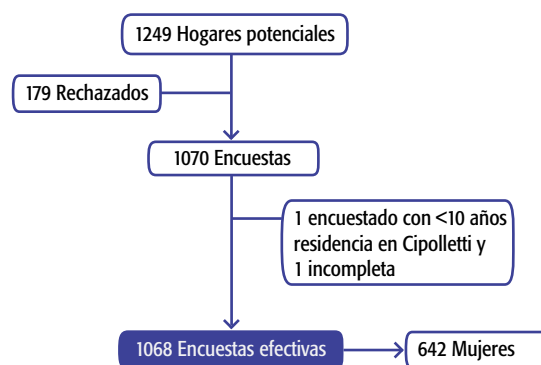 1249 Hogares potenciales
179 Rechazados
1070 Encuestas
1 encuestado con <10 años
residencia en Cipolletti y
1 incompleta
1068 Encuestas efectivas
642 Mujeres